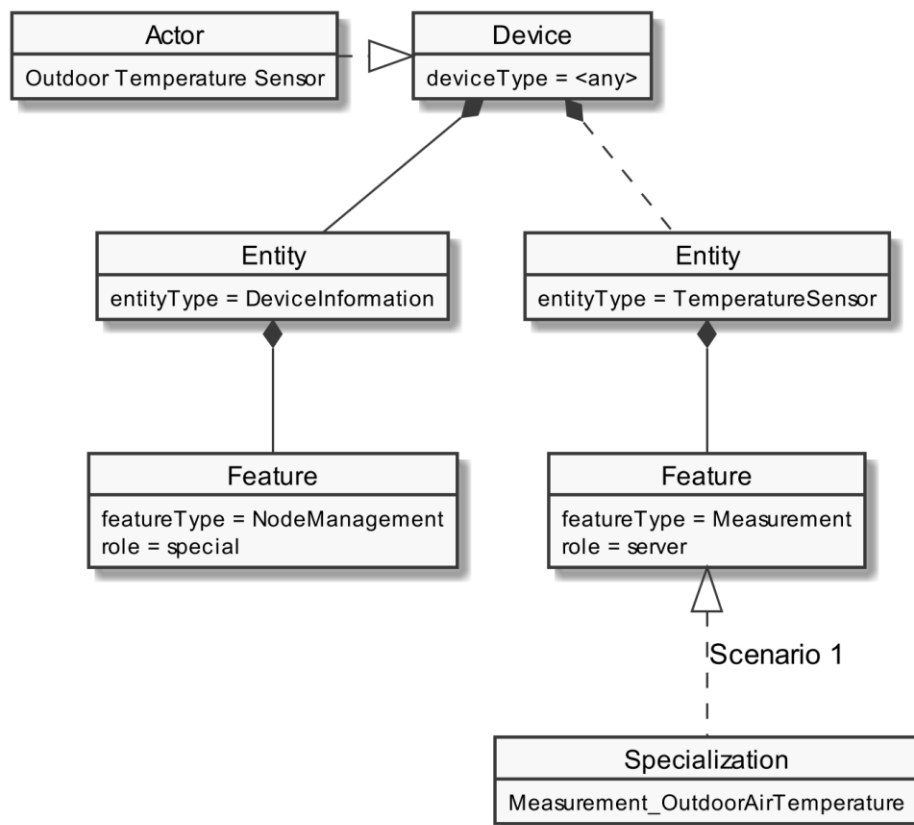 Actor
Outdoor Temperature Sensor
Device
deviceType = <any>
Entity
entityType = DeviceInformation
Entity
entityType = TemperatureSensor
Feature
featureType = NodeManagement
role = special
Feature
featureType = Measurement
role = server
Scenario 1
Specialization
Measurement_OutdoorAirTemperature